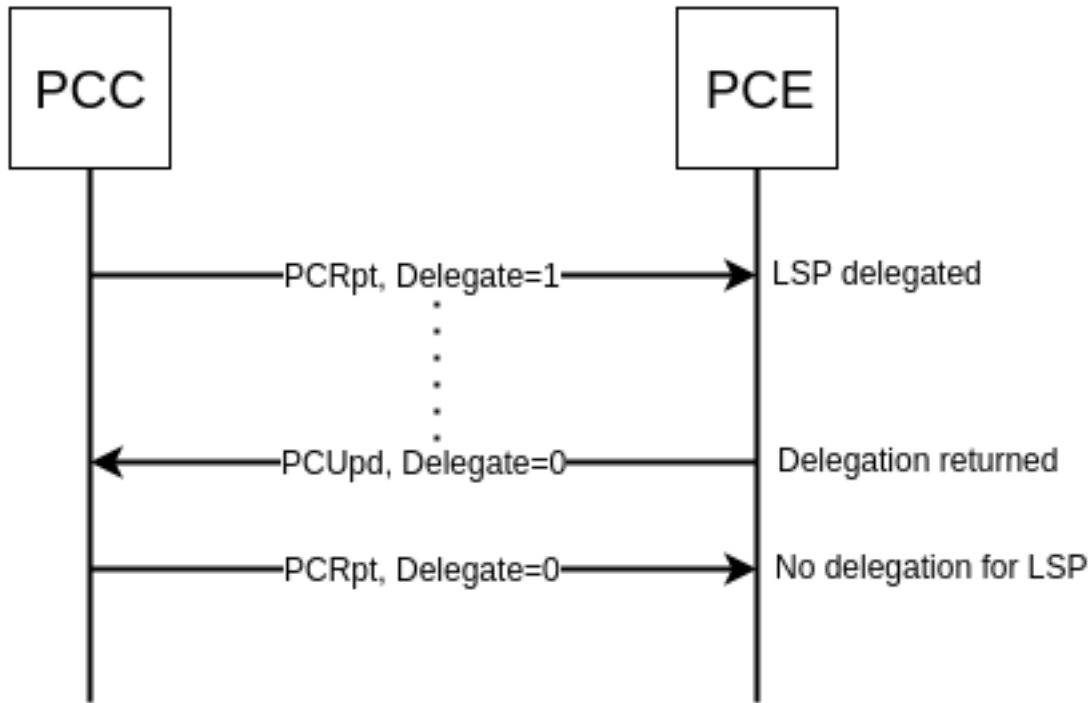 PCC
PCE
PCRpt, Delegate=1
LSP delegated
PCUpd, Delegate=0
Delegation returned
PCRpt, Delegate=0
No delegation for LSP